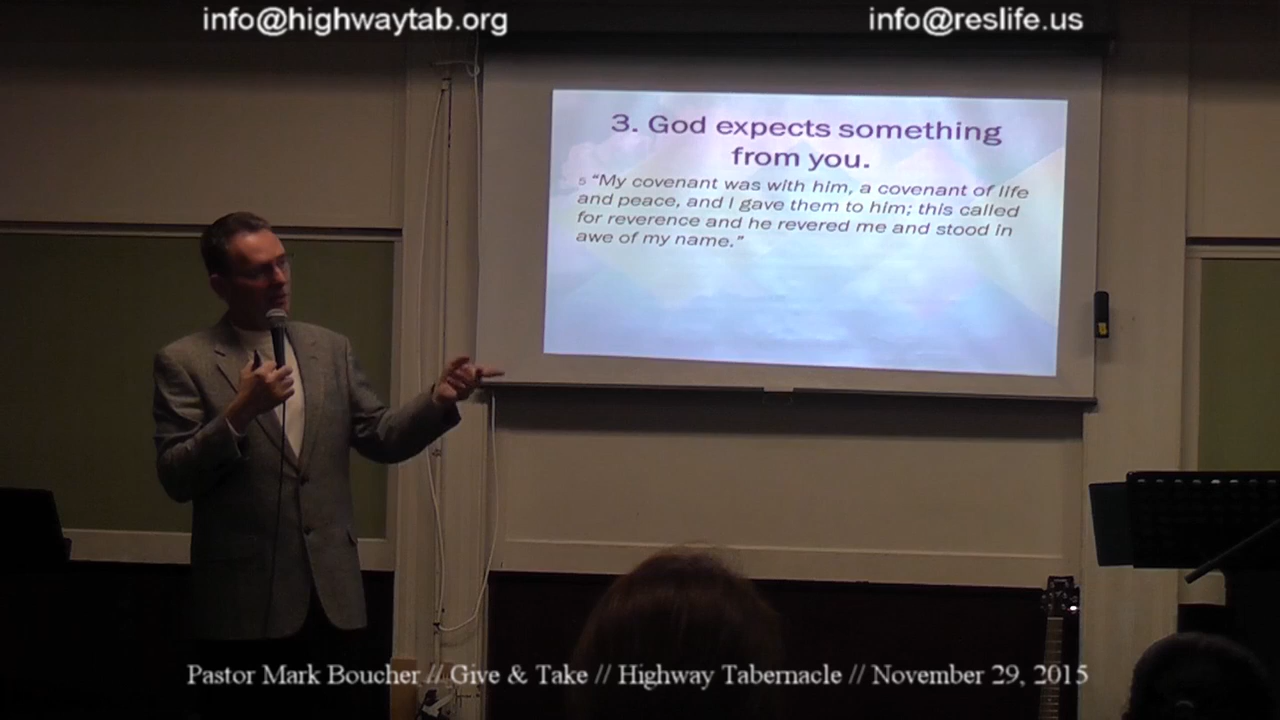 info@highwaytab.org
info@reslife.us
3. God expects something
from you.
5 “My covenant was with him, a covenant of life
and peace, and I gave them to him; this called
for reverence and he revered me and stood in
awe of my name.”
Pastor Mark Boucher // Give & Take // Highway Tabernacle // November 29, 2015